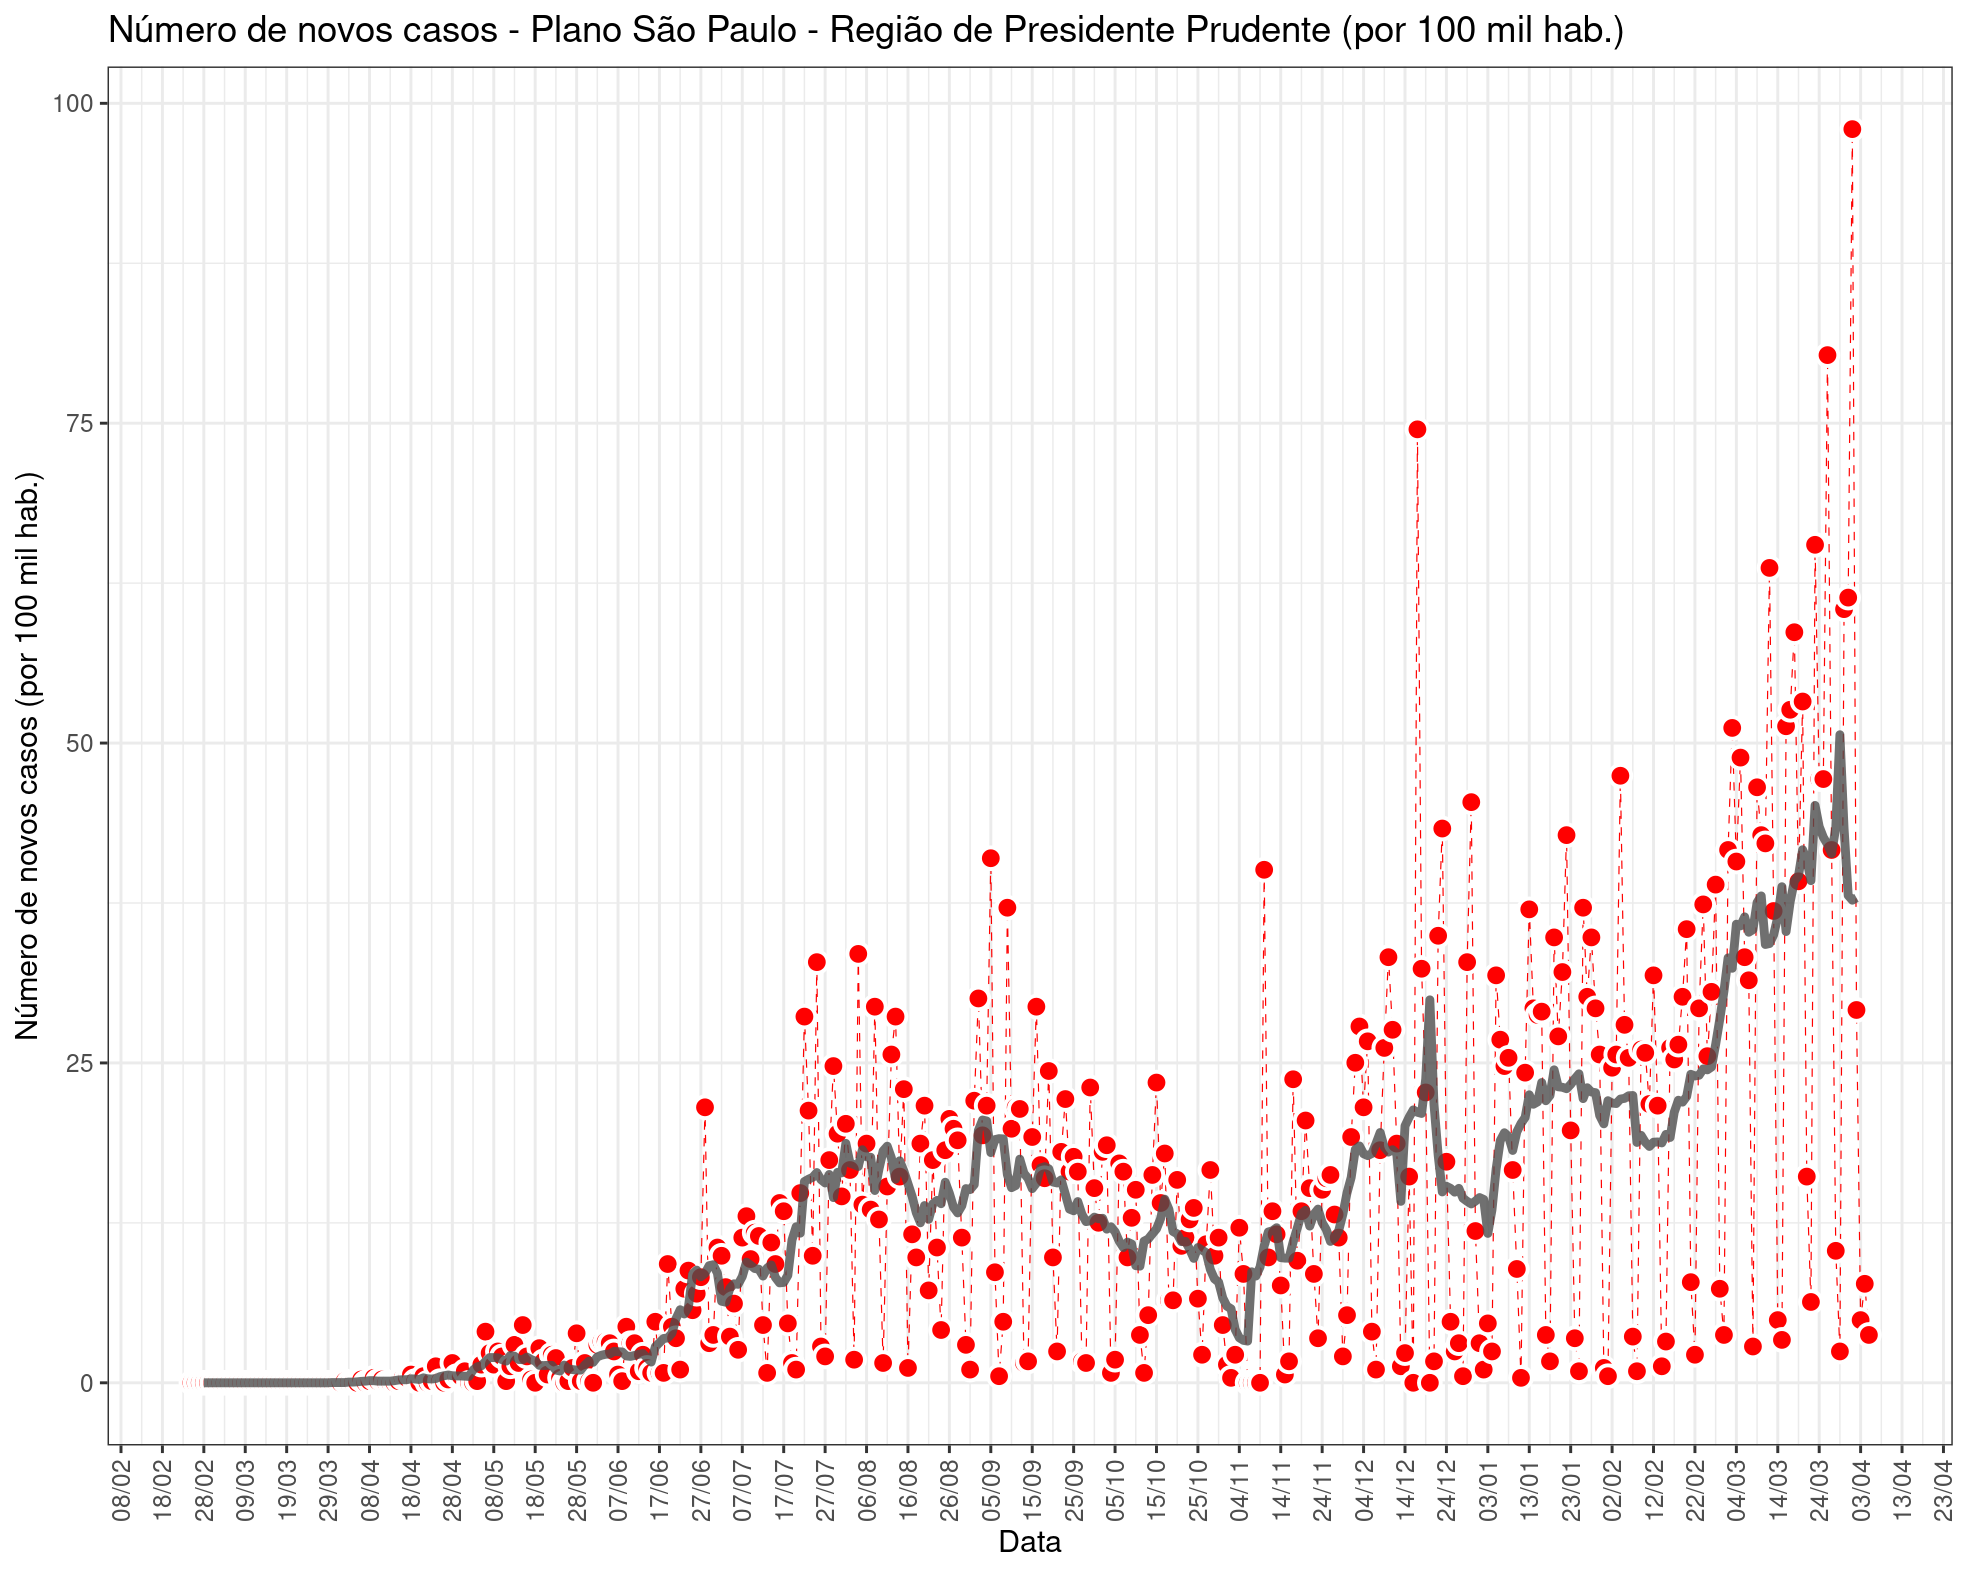 Número de novos casos - Plano São Paulo - Região de Presidente Prudente (por 100 mil hab.)
Número de novos casos (por 100 mil hab.)
100
75
50
25
0
08/02 18/02 28/02 09/03 19/03 29/03 08/04 18/04 28/04 08/05 18/05 28/05 07/06 17/06 27/06 07/07 17/07 27/07 06/08 16/08 26/08 05/09 15/09 25/09 05/10 15/10 25/10 04/11 14/11 24/11 04/12 14/12 24/12 03/01 13/01 23/01 02/02 12/02 22/02 04/03 14/03 24/03 03/04 13/04 23/04
Data